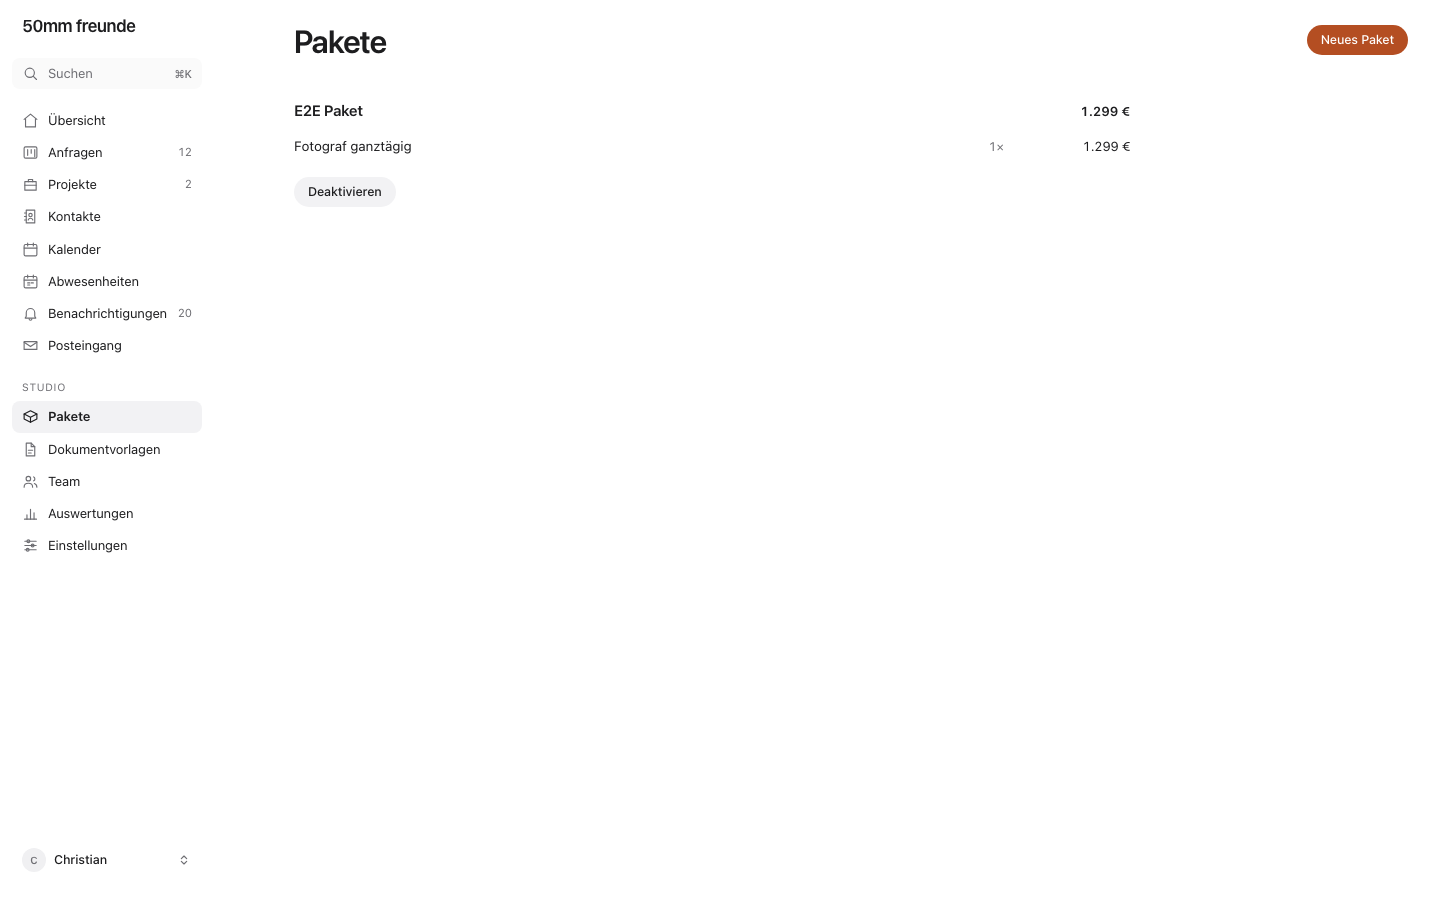 50mm freunde
Suchen ⌘K
Übersicht
Anfragen 12
Projekte 2
Kontakte
Kalender
Abwesenheiten
Benachrichtigungen 20
Posteingang
STUDIO
Pakete
Dokumentvorlagen
Team
Auswertungen
Einstellungen
C Christian
Pakete
Neues Paket
E2E Paket 1.299 €
Fotograf ganztägig 1× 1.299 €
Deaktivieren